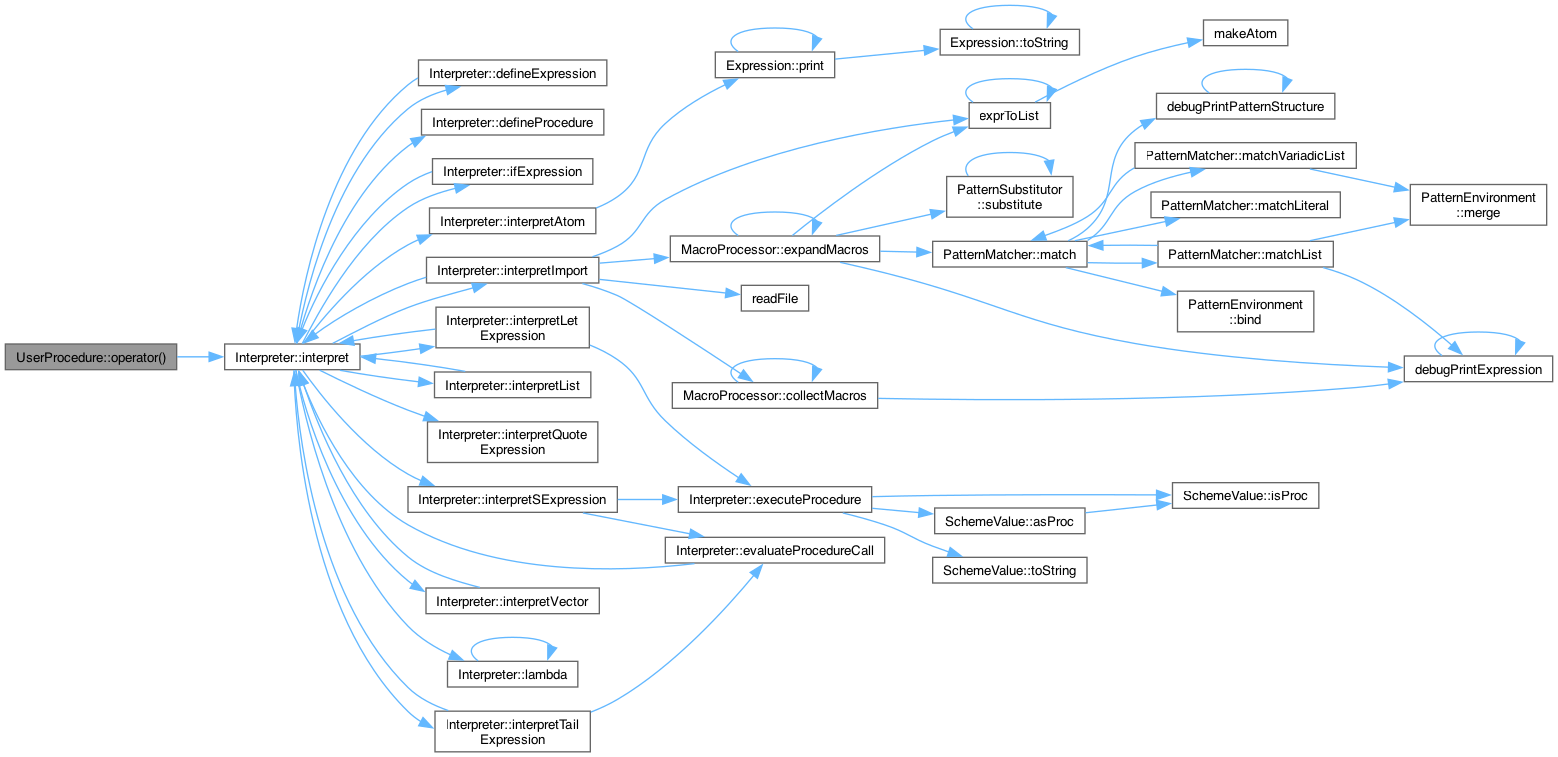 UserProcedure::operator()
Interpreter::interpret
Interpreter::defineExpression
Interpreter::defineProcedure
Interpreter::ifExpression
Interpreter::interpretAtom
Interpreter::interpretImport
Interpreter::interpretLet
Expression
Interpreter::interpretList
Interpreter::interpretQuote
Expression
Interpreter::interpretSExpression
Interpreter::interpretVector
Interpreter::lambda
Interpreter::interpretTail
Expression
Expression::print
MacroProcessor::expandMacros
readFile
MacroProcessor::collectMacros
Interpreter::executeProcedure
Interpreter::evaluateProcedureCall
Expression::toString
exprToList
PatternSubstitutor
::substitute
PatternMatcher::match
SchemeValue::asProc
SchemeValue::toString
makeAtom
debugPrintPatternStructure
PatternMatcher::matchVariadicList
PatternMatcher::matchLiteral
PatternMatcher::matchList
PatternEnvironment
::bind
SchemeValue::isProc
PatternEnvironment
::merge
debugPrintExpression